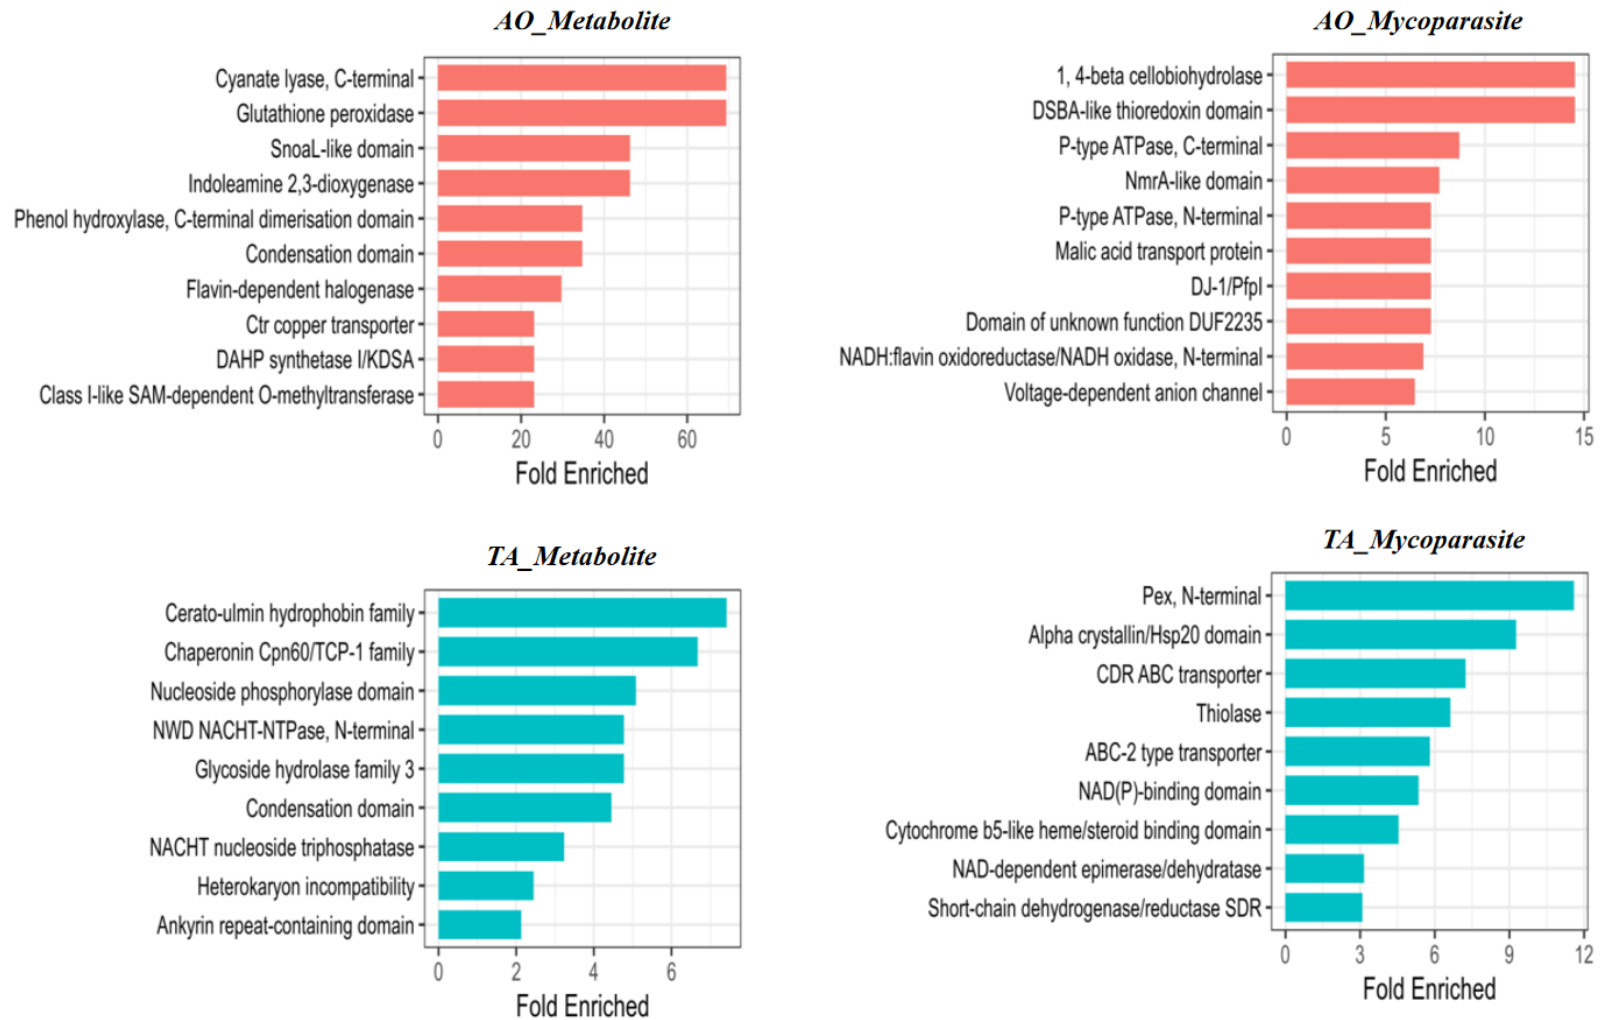 AO_Metabolite
Cyanate lyase, C-terminal
Glutathione peroxidase
SnoaL-like domain
Indoleamine 2,3-dioxygenase
Phenol hydroxylase, C-terminal dimerisation domain
Condensation domain
Flavin-dependent halogenase
Ctr copper transporter
DAHP synthetase I/KDSA
Class I-like SAM-dependent O-methyltransferase
0 20 40 60
Fold Enriched
AO_Mycoparasite
1, 4-beta cellobiohydrolase
DSBA-like thioredoxin domain
P-type ATPase, C-terminal
NmrA-like domain
P-type ATPase, N-terminal
Malic acid transport protein
DJ-1/PfpI
Domain of unknown function DUF2235
NADH:flavin oxidoreductase/NADH oxidase, N-terminal
Voltage-dependent anion channel
0 5 10 15
Fold Enriched
TA_Metabolite
Cerato-ulmin hydrophobin family
Chaperonin Cpn60/TCP-1 family
Nucleoside phosphorylase domain
NWD NACHT-NTPase, N-terminal
Glycoside hydrolase family 3
Condensation domain
NACHT nucleoside triphosphatase
Heterokaryon incompatibility
Ankyrin repeat-containing domain
0 2 4 6
Fold Enriched
TA_Mycoparasite
Pex, N-terminal
Alpha crystallin/Hsp20 domain
CDR ABC transporter
Thiolase
ABC-2 type transporter
NAD(P)-binding domain
Cytochrome b5-like heme/steroid binding domain
NAD-dependent epimerase/dehydratase
Short-chain dehydrogenase/reductase SDR
0 3 6 9 12
Fold Enriched